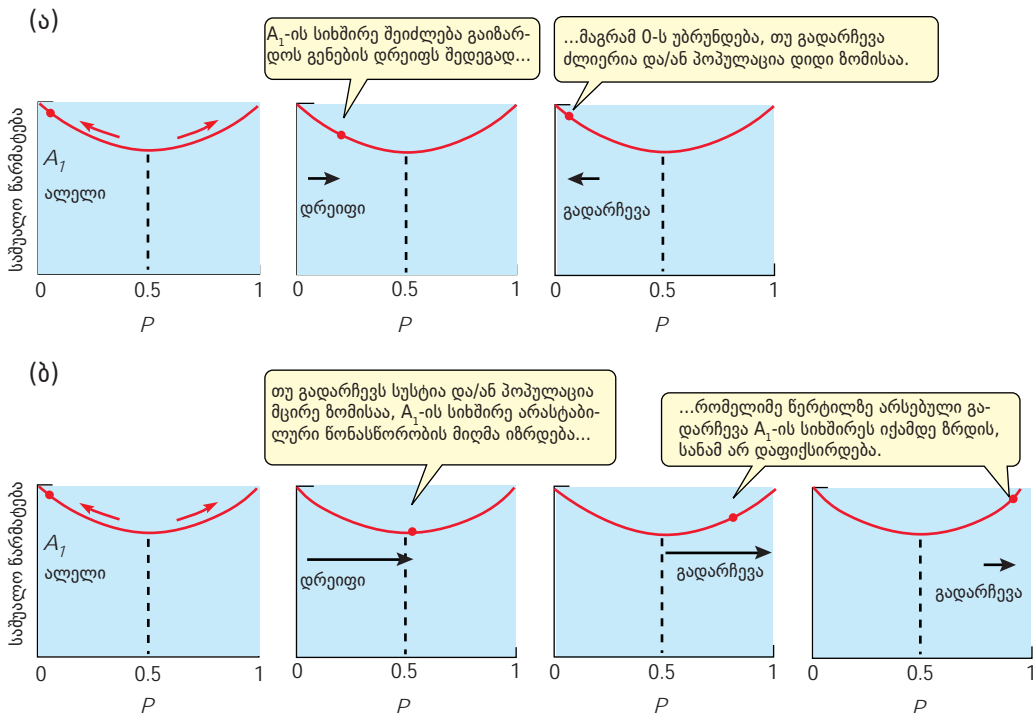 (ა)
A1-ის სიხშირე შეიძლება გაიზარ-
დოს გენების დრეიფს შედეგად...
...მაგრამ 0-ს უბრუნდება, თუ გადარჩევა
ძლიერია და/ან პოპულაცია დიდი ზომისაა.
საშუალო წარმატება
A1
ალელი
დრეიფი
გადარჩევა
0 0.5 1
P
0 0.5 1
P
0 0.5 1
P
(ბ)
თუ გადარჩევს სუსტია და/ან პოპულაცია
მცირე ზომისაა, A1-ის სიხშირე არასტაბი-
ლური წონასწორობის მიღმა იზრდება...
...რომელიმე წერტილზე არსებული გა-
დარჩევა A1-ის სიხშირეს იქამდე ზრდის,
სანამ არ დაფიქსირდება.
საშუალო წარმატება
A1
ალელი
დრეიფი
გადარჩევა
გადარჩევა
0 0.5 1
P
0 0.5 1
P
0 0.5 1
P
0 0.5 1
P